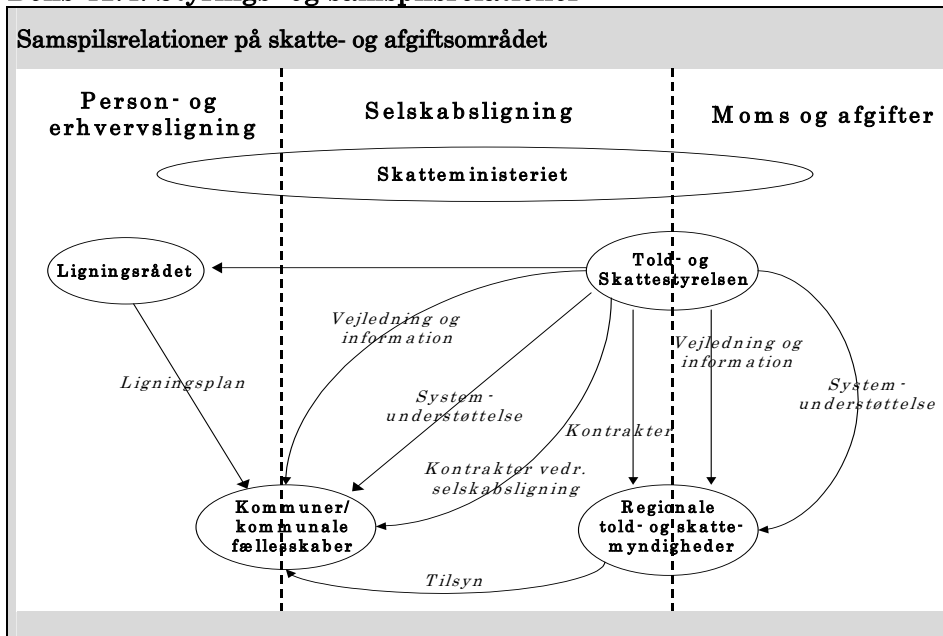 Samspilsrelationer på skatte- og afgiftsområdet
Person- og
erhvervsligning
Selskabsligning
Moms og afgifter
Skatteministeriet
Ligningsrådet
Told- og
Skattestyrelsen
Vejledning og
information
Vejledning og
information
Ligningsplan
System-
understøttelse
System-
understøttelse
Kontrakter
Kontrakter vedr.
selskabsligning
Kommuner/
kommunale
fællesskaber
Regionale
told- og skatte-
myndigheder
Tilsyn